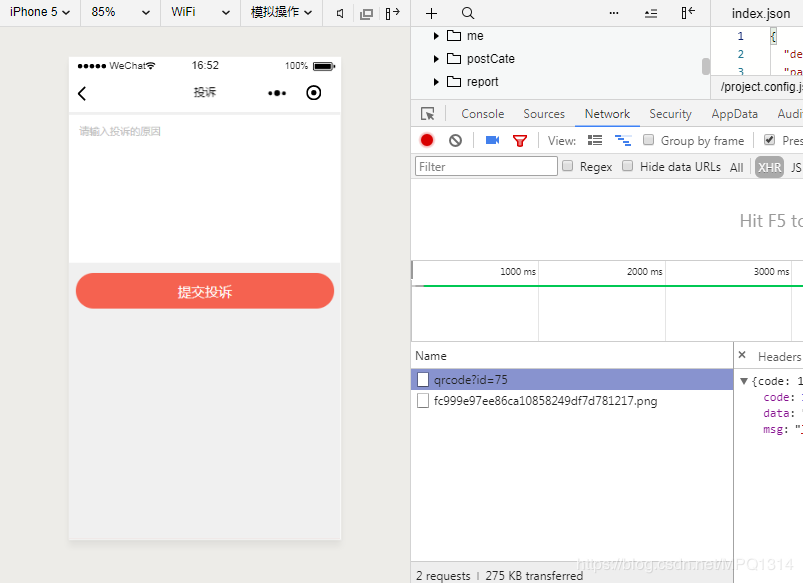 iPhone 5 85% WiFi 模拟操作
●●●●● WeChat 16:52 100%
投诉
请输入投诉的原因
提交投诉
me
postCate
report
index.json
1 {
2 "de
3 "pa
/project.config.js
Console Sources Network Security AppData Audi
View: Group by frame Pres
Filter Regex Hide data URLs All XHR JS
Hit F5 to
1000 ms 2000 ms 3000 ms
Name
× Headers
qrcode?id=75
fc999e97ee86ca10858249df7d781217.png
▼{code: 1
code:
data:
msg: "
2 requests | 275 KB transferred
https://blog.csdn.net/MPQ1314